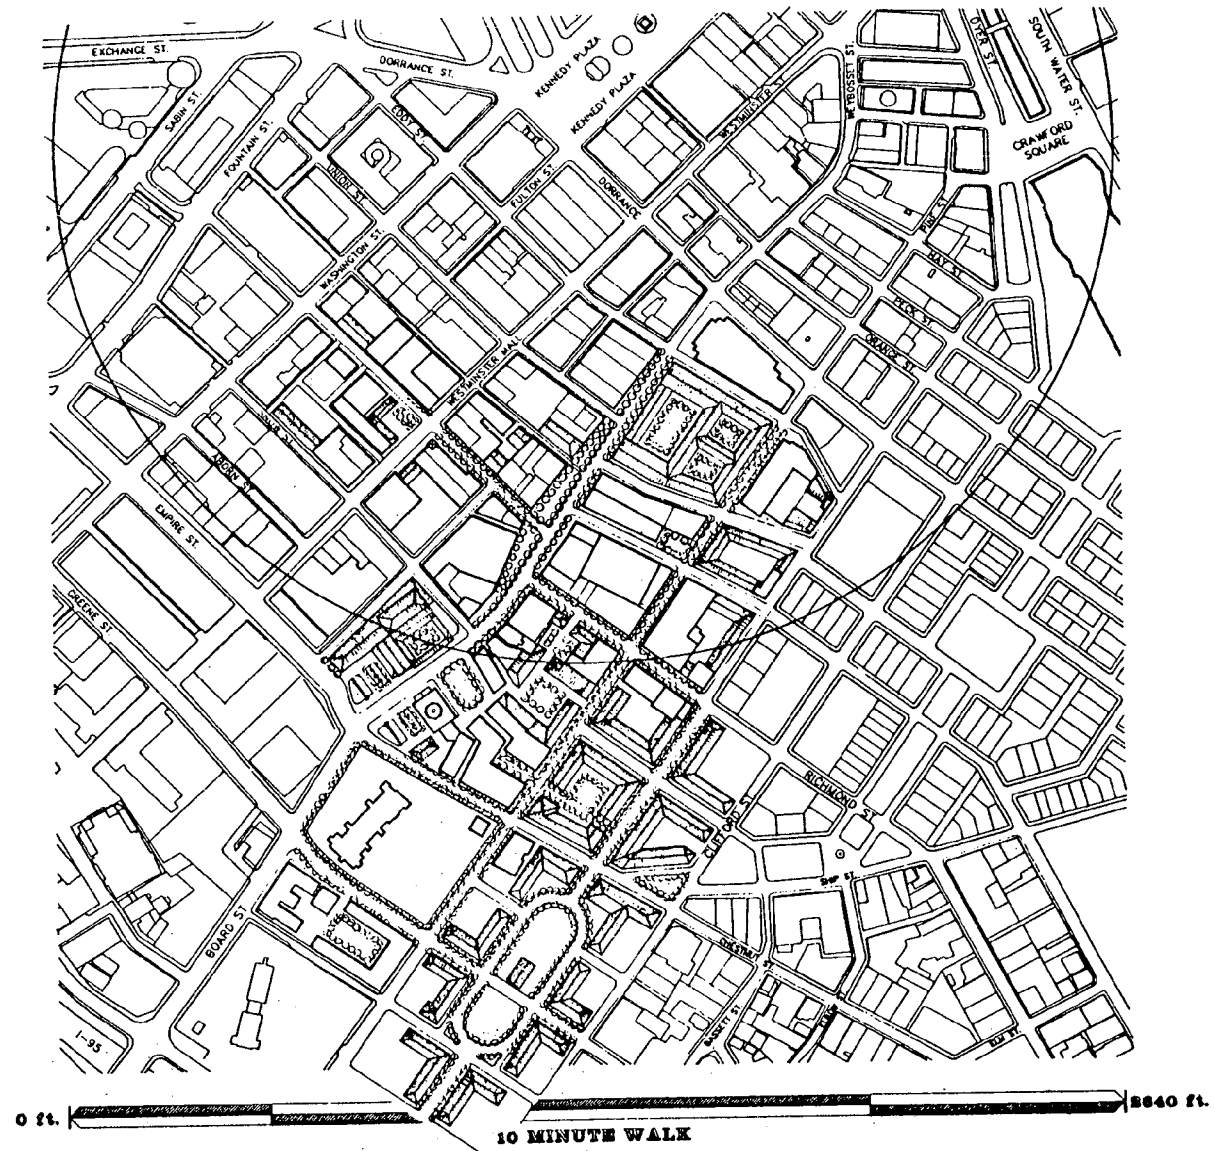 EXCHANGE ST.
DORRANCE ST.
KENNEDY PLAZA
KENNEDY PLAZA
SABIN ST.
FOUNTAIN ST.
EDDY ST.
UNION ST.
FULTON ST.
DORRANCE
WESTMINSTER ST.
WEYBOSSET ST.
DYER ST.
SOUTH WATER ST.
CRAWFORD
SQUARE
PINE ST.
HAY ST.
PECK ST.
ORANGE ST.
WASHINGTON ST.
WESTMINSTER MALL
ABORN ST.
EMPIRE ST.
GREENE ST.
RICHMOND ST.
CLIFFORD ST
SHIP ST.
CHESTNUT ST.
BASSETT ST
ELM ST.
BOARD ST
I-95
0 ft.
2640 ft.
10 MINUTE WALK